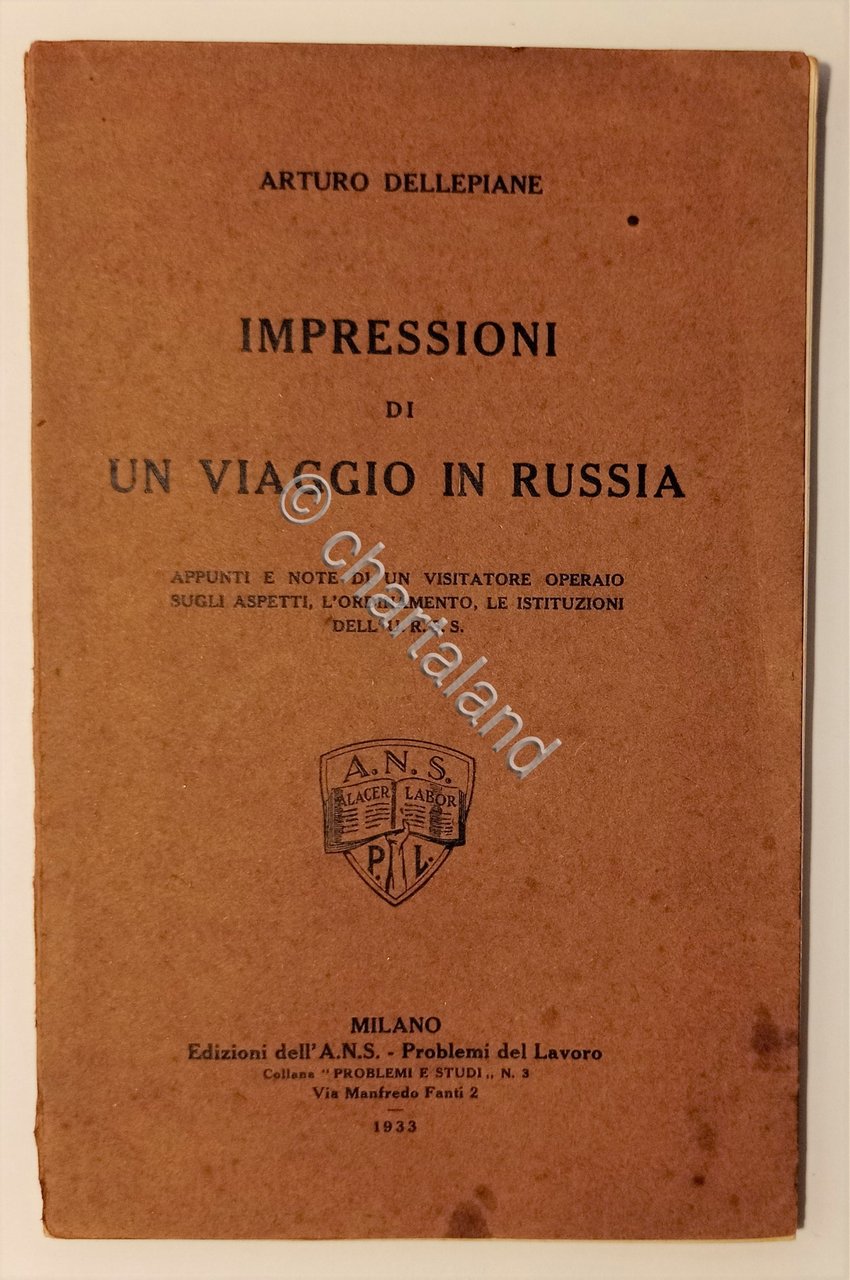 ARTURO DELLEPIANE
IMPRESSIONI
DI
UN VIAGGIO IN RUSSIA
APPUNTI E NOTE DI UN VISITATORE OPERAIO
SUGLI ASPETTI, L'ORDINAMENTO, LE ISTITUZIONI
DELL'U.R.S.S.
© chartaland
A.N.S.
ALACER LABOR
P. L.
MILANO
Edizioni dell'A.N.S. - Problemi del Lavoro
Collana "PROBLEMI E STUDI„ N. 3
Via Manfredo Fanti 2
1933